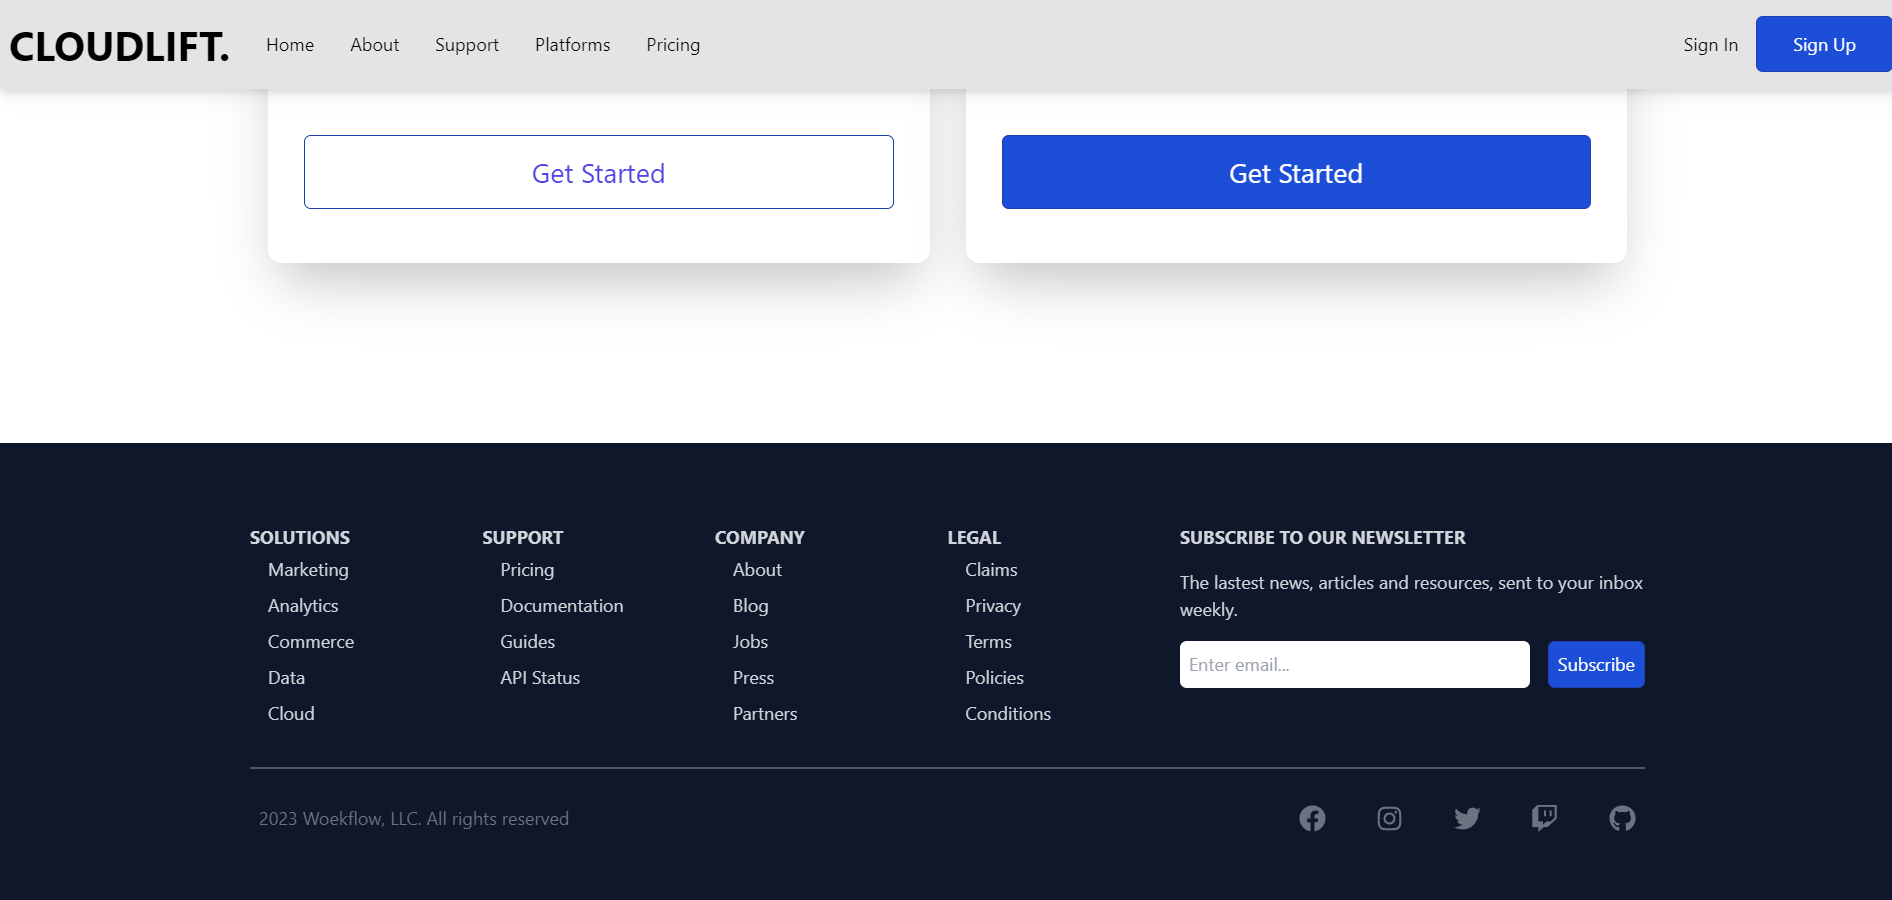 CLOUDLIFT.
Home About Support Platforms Pricing Sign In Sign Up
Get Started
Get Started
SOLUTIONS
Marketing
Analytics
Commerce
Data
Cloud
SUPPORT
Pricing
Documentation
Guides
API Status
COMPANY
About
Blog
Jobs
Press
Partners
LEGAL
Claims
Privacy
Terms
Policies
Conditions
SUBSCRIBE TO OUR NEWSLETTER
The lastest news, articles and resources, sent to your inbox
weekly.
Enter email...
Subscribe
2023 Woekflow, LLC. All rights reserved